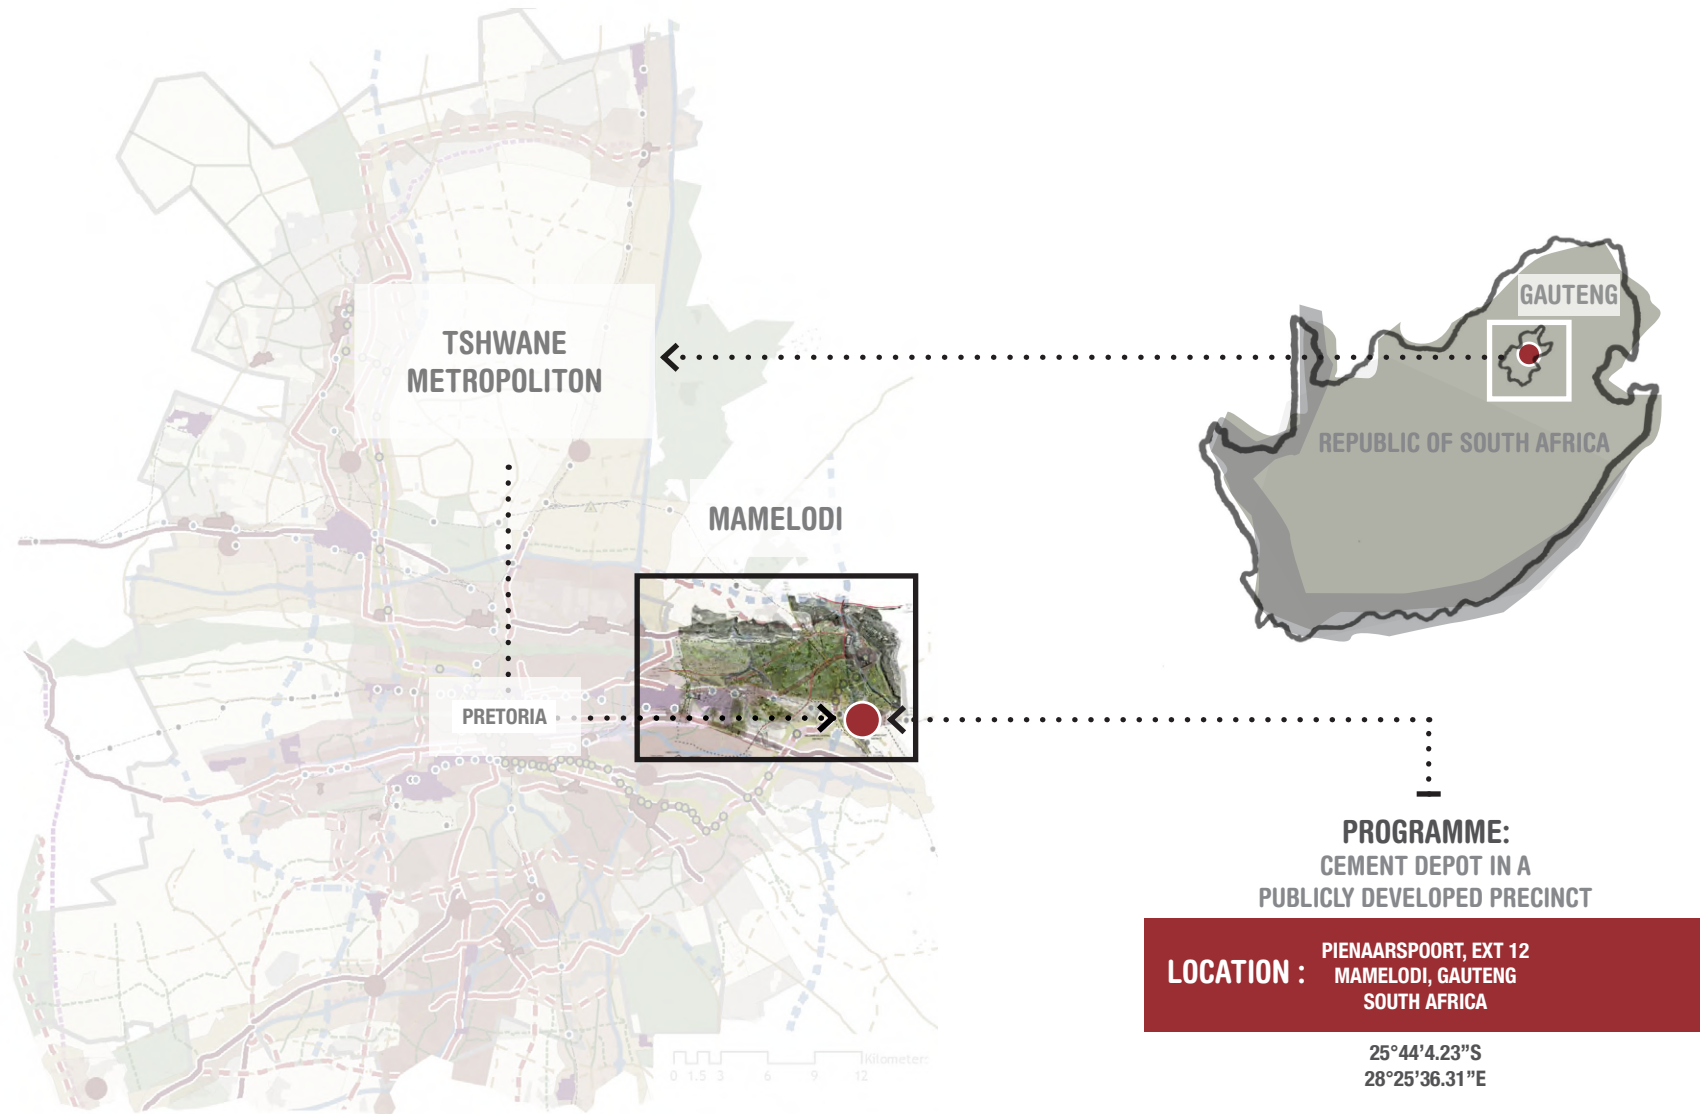 TSHWANE
METROPOLITON
MAMELODI
PRETORIA
GAUTENG
REPUBLIC OF SOUTH AFRICA
PROGRAMME:
CEMENT DEPOT IN A
PUBLICLY DEVELOPED PRECINCT
LOCATION :
PIENAARSPOORT, EXT 12
MAMELODI, GAUTENG
SOUTH AFRICA
25°44’4.23”S
28°25’36.31”E
Kilometers
0 1.5 3 6 9 12